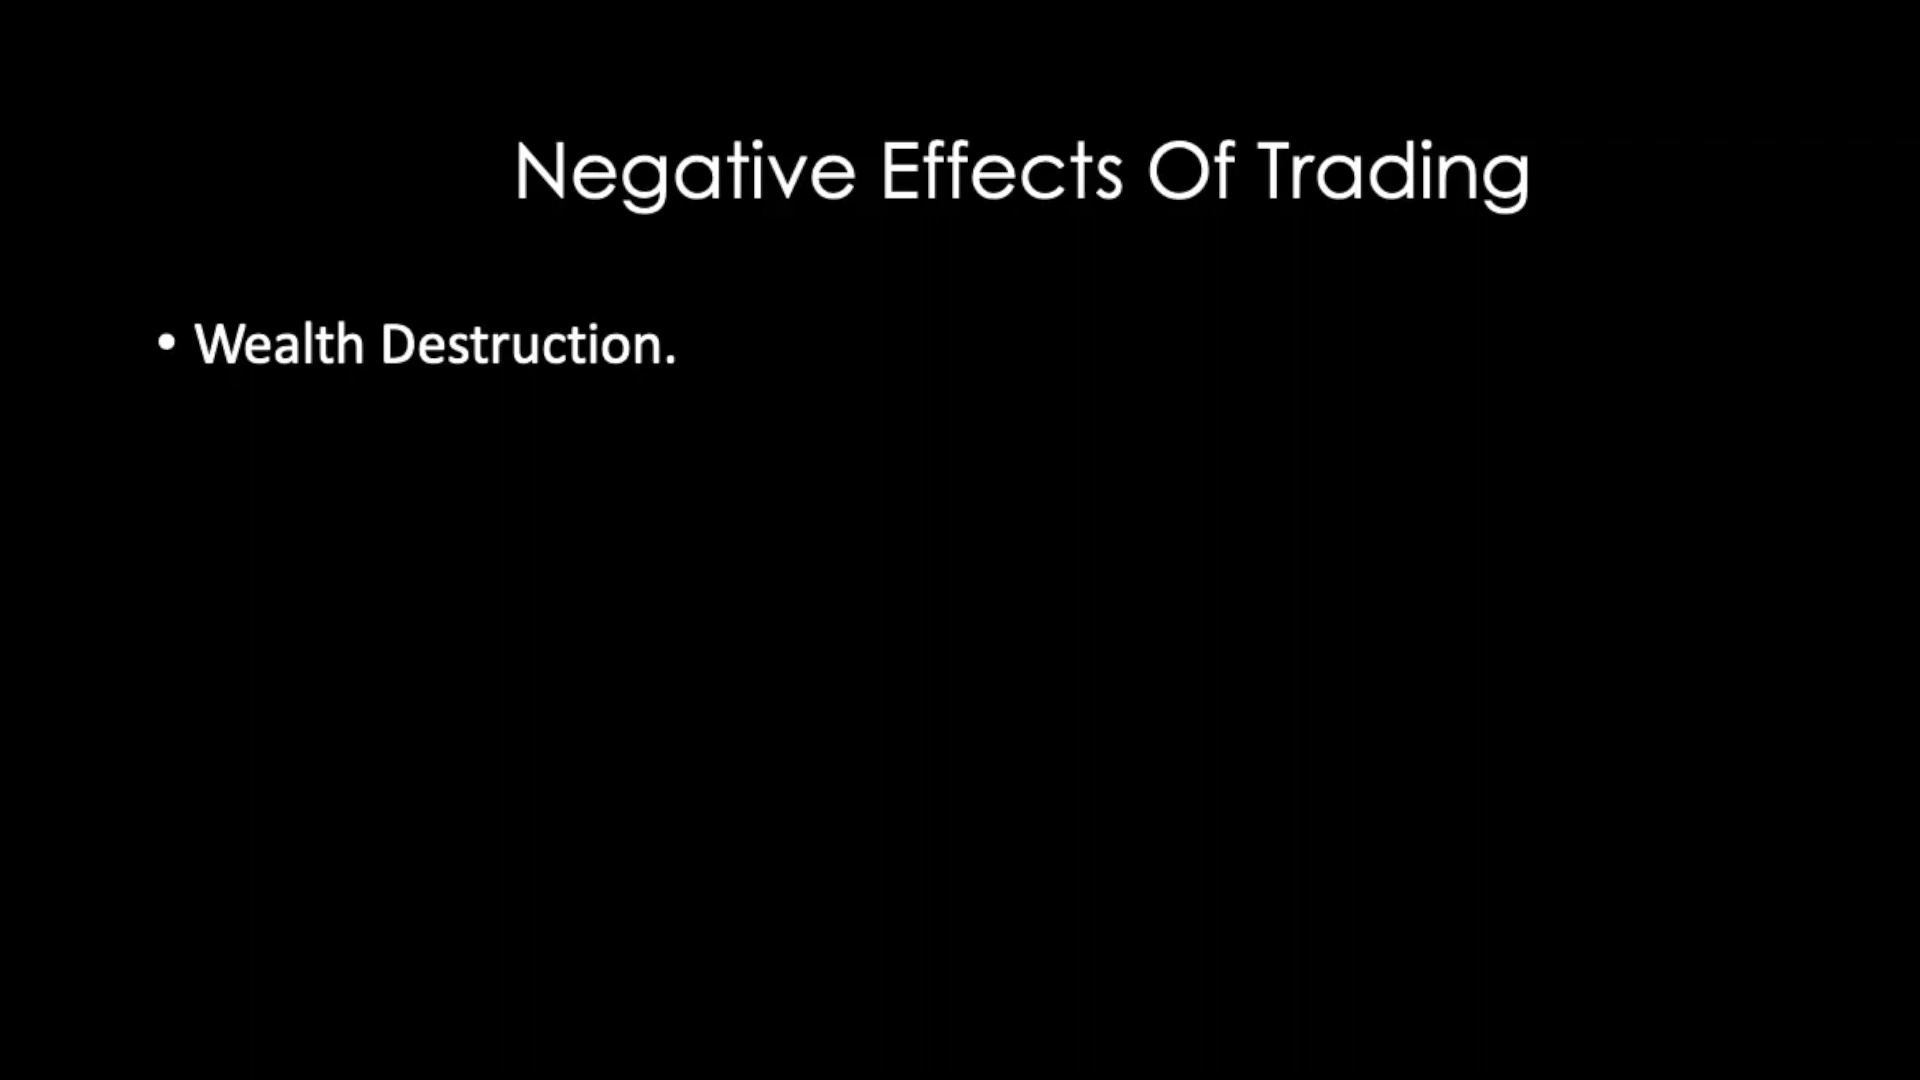 Negative Effects Of Trading
• Wealth Destruction.